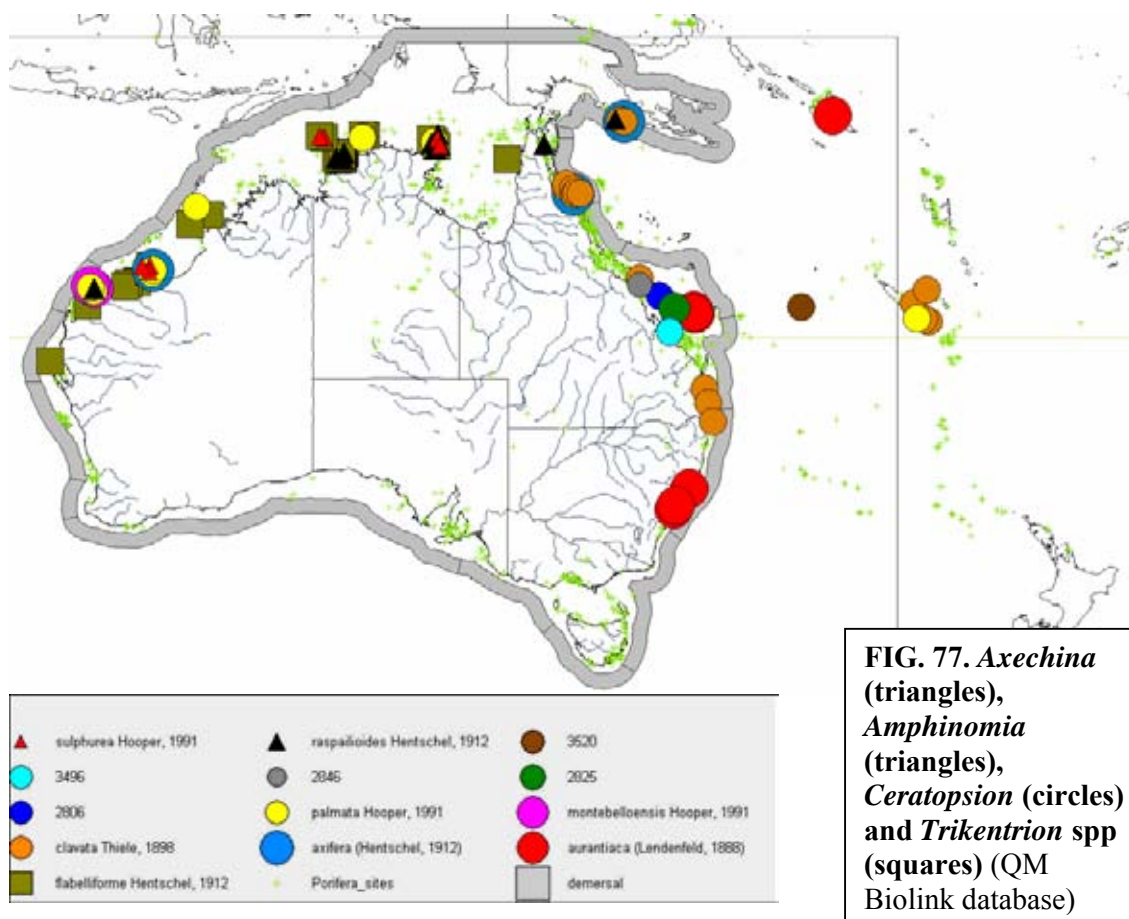 sulphurea Hooper, 1991
raspailioides Hentschel, 1912
3520
3496
2846
2825
2806
palmata Hooper, 1991
montebelloensis Hooper, 1991
clavata Thiele, 1898
axifera (Hentschel, 1912)
aurantiaca (Lendenfeld, 1888)
flabelliforme Hentschel, 1912
Porifera_sites
demersal
FIG. 77. Axechina
(triangles),
Amphinomia
(triangles),
Ceratopsion (circles)
and Trikentrion spp
(squares) (QM
Biolink database)